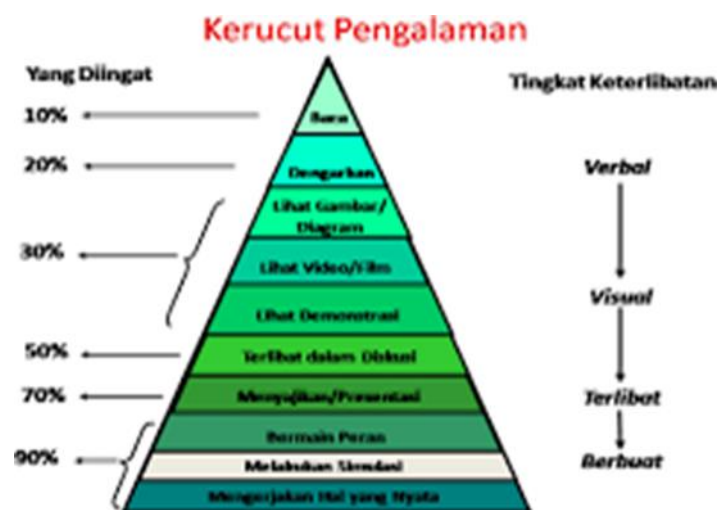 Kerucut Pengalaman
Yang Diingat
Tingkat Keterlibatan
10%
Baca
20%
Dengarkan
Verbal
Lihat Gambar/
Diagram
30%
Lihat Video/Film
Visual
Lihat Demonstrasi
50%
Terlibat dalam Diskusi
70%
Menyajikan/Presentasi
Terlibat
Bermain Peran
90%
Melakukan Simulasi
Berbuat
Mengerjakan Hal yang Nyata